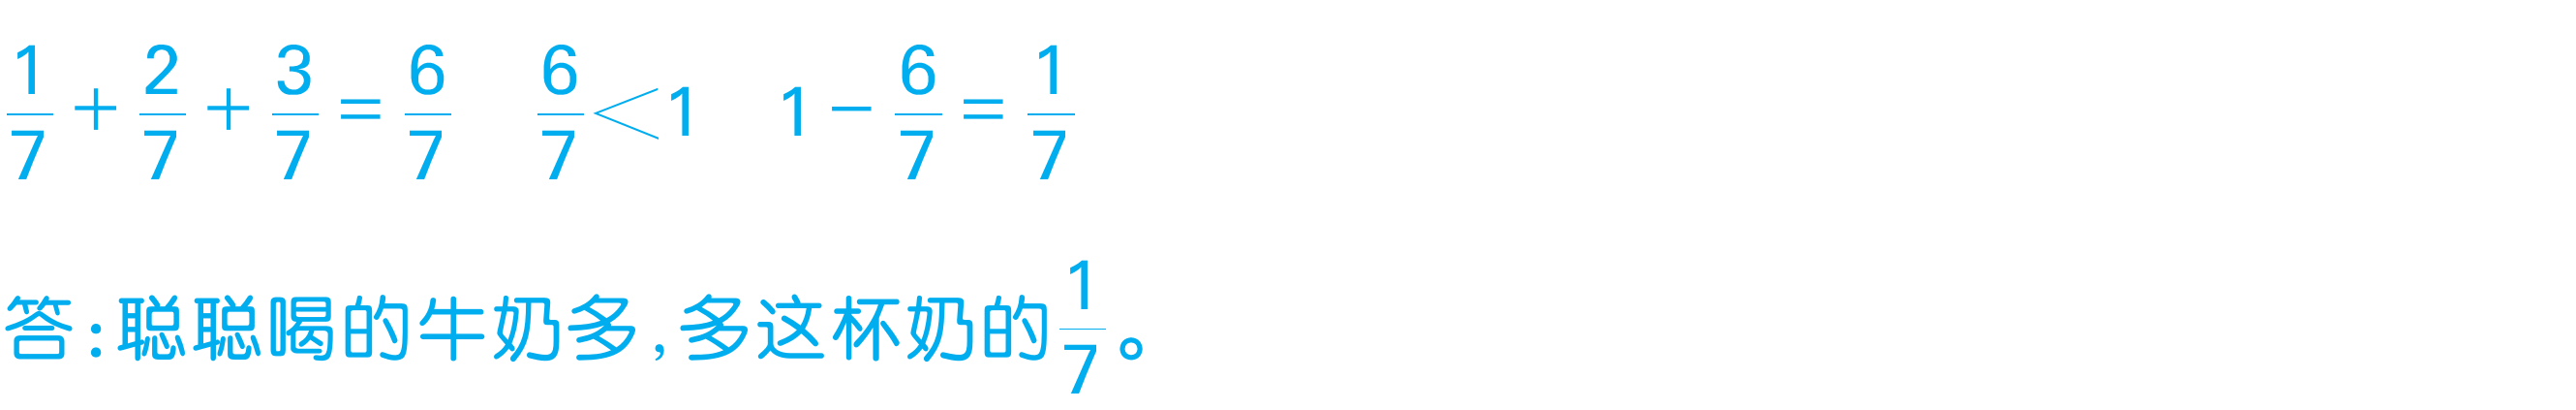 1/7 + 2/7 + 3/7 = 6/7  6/7 < 1  1 − 6/7 = 1/7
答:聪聪喝的牛奶多,多这杯奶的1/7。